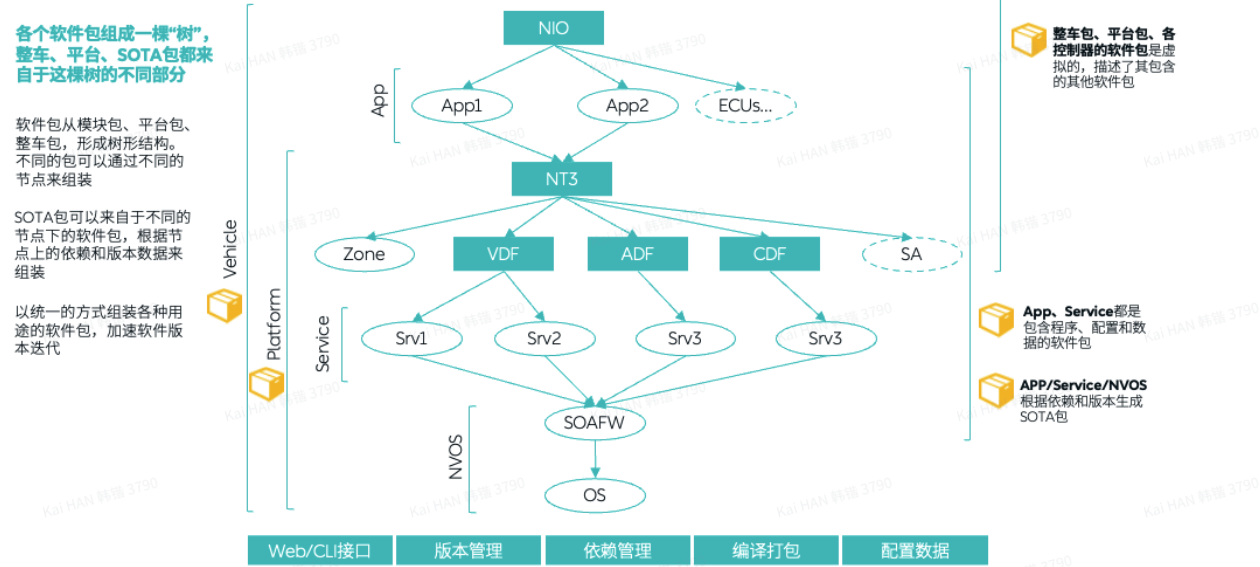 各个软件包组成一棵“树”，
整车、平台、SOTA包都来
自于这棵树的不同部分
软件包从模块包、平台包、
整车包，形成树形结构。
不同的包可以通过不同的
节点来组装
SOTA包可以来自于不同的
节点下的软件包，根据节
点上的依赖和版本数据来
组装
以统一的方式组装各种用
途的软件包，加速软件版
本迭代
Vehicle
Platform
App
Service
NVOS
NIO
App1
App2
ECUs...
NT3
Zone
VDF
ADF
CDF
SA
Srv1
Srv2
Srv3
Srv3
SOAFW
OS
整车包、平台包、各
控制器的软件包是虚
拟的，描述了其包含
的其他软件包
App、Service都是
包含程序、配置和数
据的软件包
APP/Service/NVOS
根据依赖和版本生成
SOTA包
Web/CLI接口
版本管理
依赖管理
编译打包
配置数据
Kai HAN 韩锴 3790